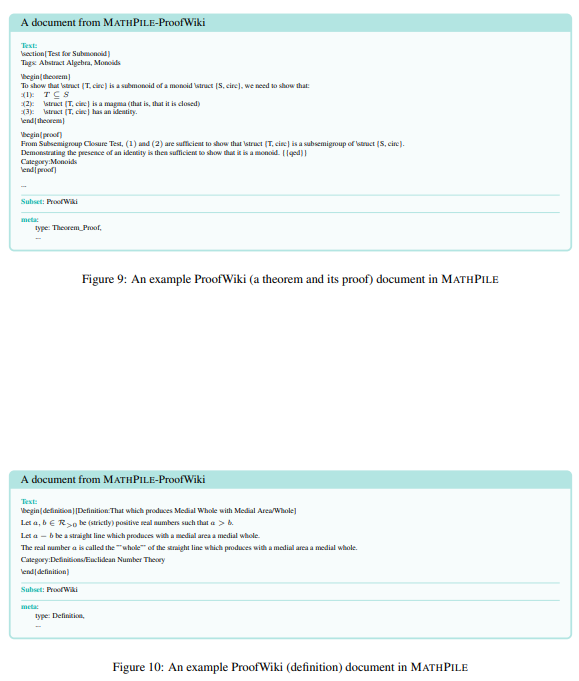 A document from MATHPILE-ProofWiki
Text:
\section{Test for Submonoid}
Tags: Abstract Algebra, Monoids
\begin{theorem}
To show that \struct {T, circ} is a submonoid of a monoid \struct {S, circ}, we need to show that:
:(1): T ⊆ S
:(2): \struct {T, circ} is a magma (that is, that it is closed)
:(3): \struct {T, circ} has an identity.
\end{theorem}
\begin{proof}
From Subsemigroup Closure Test, (1) and (2) are sufficient to show that \struct {T, circ} is a subsemigroup of \struct {S, circ}.
Demonstrating the presence of an identity is then sufficient to show that it is a monoid. {{qed}}
Category:Monoids
\end{proof}
...
Subset: ProofWiki
meta:
type: Theorem_Proof,
...
Figure 9: An example ProofWiki (a theorem and its proof) document in MATHPILE
A document from MATHPILE-ProofWiki
Text:
\begin{definition}[Definition:That which produces Medial Whole with Medial Area/Whole]
Let a, b ∈ R>0 be (strictly) positive real numbers such that a > b.
Let a − b be a straight line which produces with a medial area a medial whole.
The real number a is called the ""whole"" of the straight line which produces with a medial area a medial whole.
Category:Definitions/Euclidean Number Theory
\end{definition}
Subset: ProofWiki
meta:
type: Definition,
...
Figure 10: An example ProofWiki (definition) document in MATHPILE